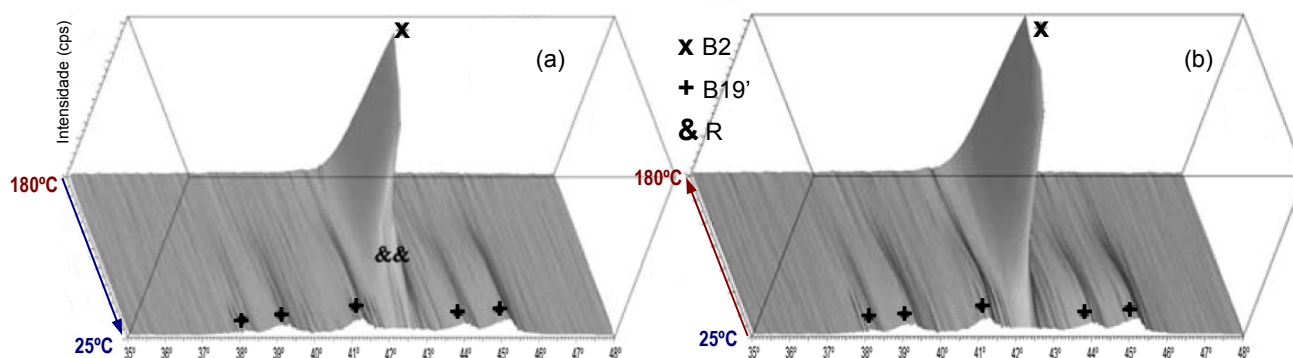 Intensidade (cps)
180ºC
25ºC
x
(a)
&&
+ + + + +
35º 36º 37º 38º 39º 40º 41º 42º 43º 44º 45º 46º 47º 48º
x B2
+ B19’
& R
180ºC
25ºC
x
(b)
+ + + + +
35º 36º 37º 38º 39º 40º 41º 42º 43º 44º 45º 46º 47º 48º